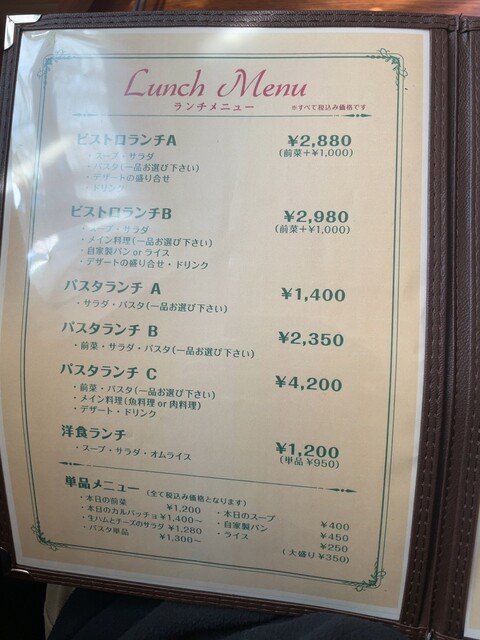 Lunch Menu
ランチメニュー ※すべて税込み価格です
ビストロランチA ¥2,880
・スープ・サラダ (前菜+¥1,000)
・パスタ(一品お選び下さい)
・デザートの盛り合せ
・ドリンク
ビストロランチB ¥2,980
・スープ・サラダ (前菜+¥1,000)
・メイン料理(一品お選び下さい)
・自家製パン or ライス
・デザートの盛り合せ・ドリンク
パスタランチ A ¥1,400
・サラダ・パスタ(一品お選び下さい)
パスタランチ B ¥2,350
・前菜・サラダ・パスタ(一品お選び下さい)
パスタランチ C ¥4,200
・前菜・パスタ(一品お選び下さい)
・メイン料理(魚料理 or 肉料理)
・デザート・ドリンク
洋食ランチ ¥1,200
・スープ・サラダ・オムライス (単品 ¥950)
単品メニュー (全て税込み価格となります)
・本日の前菜 ¥1,200 ・本日のスープ ¥400
・本日のカルパッチョ ¥1,400〜 ・自家製パン ¥450
・生ハムとチーズのサラダ ¥1,280 ・ライス ¥250
・パスタ単品 ¥1,300〜 (大盛り ¥350)